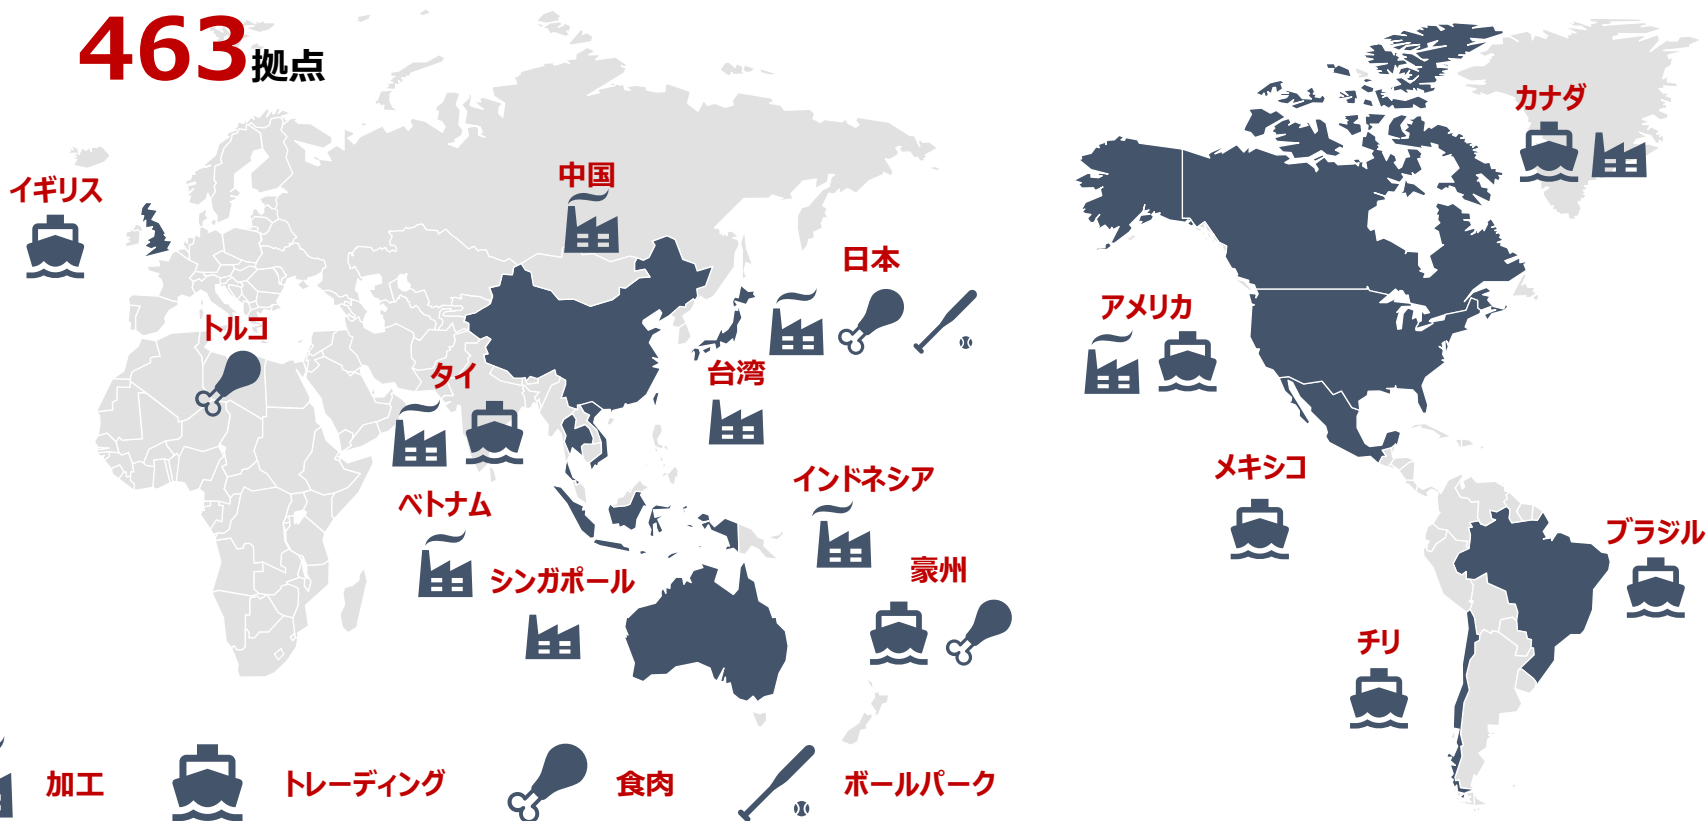 463拠点
カナダ
中国
イギリス
日本
アメリカ
トルコ
タイ
台湾
メキシコ
インドネシア
ベトナム
ブラジル
豪州
シンガポール
チリ
加工
トレーディング
食肉
ボールパーク